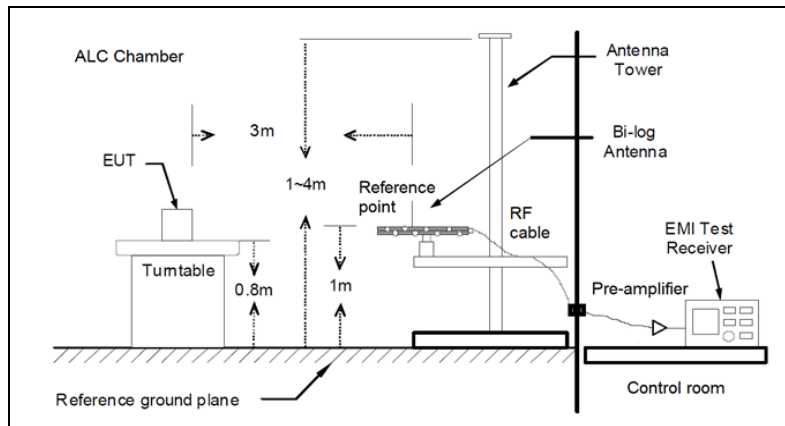 ALC Chamber
Antenna
Tower
3m
Bi-log
Antenna
EUT
1~4m
Reference
point
RF
cable
EMI Test
Receiver
Turntable
0.8m
1m
Pre-amplifier
Reference ground plane
Control room